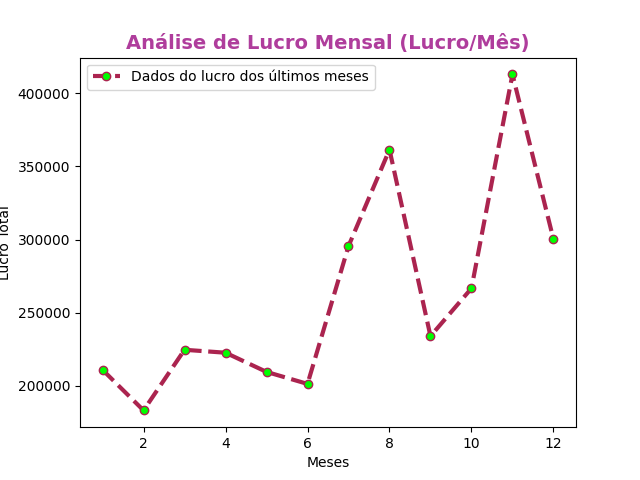 Análise de Lucro Mensal (Lucro/Mês)
Dados do lucro dos últimos meses
400000
350000
300000
250000
200000
Lucro Total
2 4 6 8 10 12
Meses